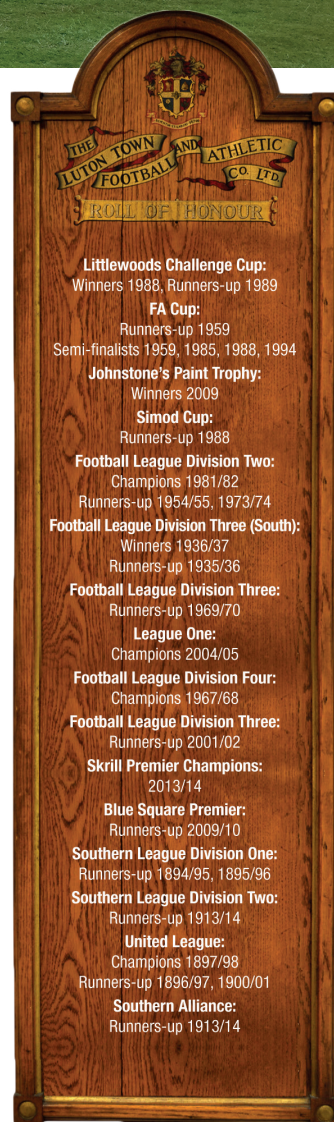 THE
LUTON TOWN
FOOTBALL
AND
ATHLETIC
CO. LTD.
ROLL OF HONOUR
Littlewoods Challenge Cup:
Winners 1988, Runners-up 1989
FA Cup:
Runners-up 1959
Semi-finalists 1959, 1985, 1988, 1994
Johnstone's Paint Trophy:
Winners 2009
Simod Cup:
Runners-up 1988
Football League Division Two:
Champions 1981/82
Runners-up 1954/55, 1973/74
Football League Division Three (South):
Winners 1936/37
Runners-up 1935/36
Football League Division Three:
Runners-up 1969/70
League One:
Champions 2004/05
Football League Division Four:
Champions 1967/68
Football League Division Three:
Runners-up 2001/02
Skrill Premier Champions:
2013/14
Blue Square Premier:
Runners-up 2009/10
Southern League Division One:
Runners-up 1894/95, 1895/96
Southern League Division Two:
Runners-up 1913/14
United League:
Champions 1897/98
Runners-up 1896/97, 1900/01
Southern Alliance:
Runners-up 1913/14